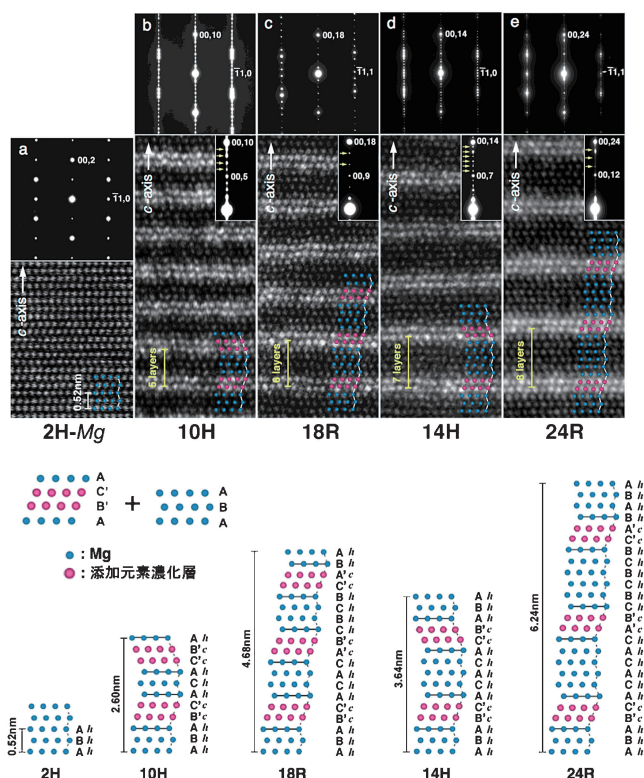 a
00,2
1̅1,0
c-axis
0.52nm
2H-Mg
b
00,10
1̅1,0
c-axis
00,10
00,5
layers
10H
c
00,18
1̅1,1
c-axis
00,18
00,9
6 layers
18R
d
00,14
1̅1,0
c-axis
00,14
00,7
7 layers
14H
e
00,24
1̅1,0
c-axis
00,24
00,12
8 layers
24R
A
C'
B'
A
+
A
B
A
: Mg
: 添加元素濃化層
0.52nm
A h
B h
A h
2H
2.60nm
A h
B' c
C' c
A h
C h
A h
C' c
B' c
A h
B h
A h
10H
4.68nm
A h
B h
A' c
C' c
B h
C h
B h
C h
B' c
A' c
C h
A h
C h
A h
C' c
B' c
A h
B h
A h
18R
3.64nm
A h
B h
A h
B' c
C' c
A h
C h
A h
C h
A h
C' c
B' c
A h
B h
A h
14H
6.24nm
A h
B h
A h
B h
A' c
C' c
B h
C h
B h
C h
B h
C h
B' c
A' c
C h
A h
C h
A h
C h
A h
C' c
B' c
A h
B h
A h
24R